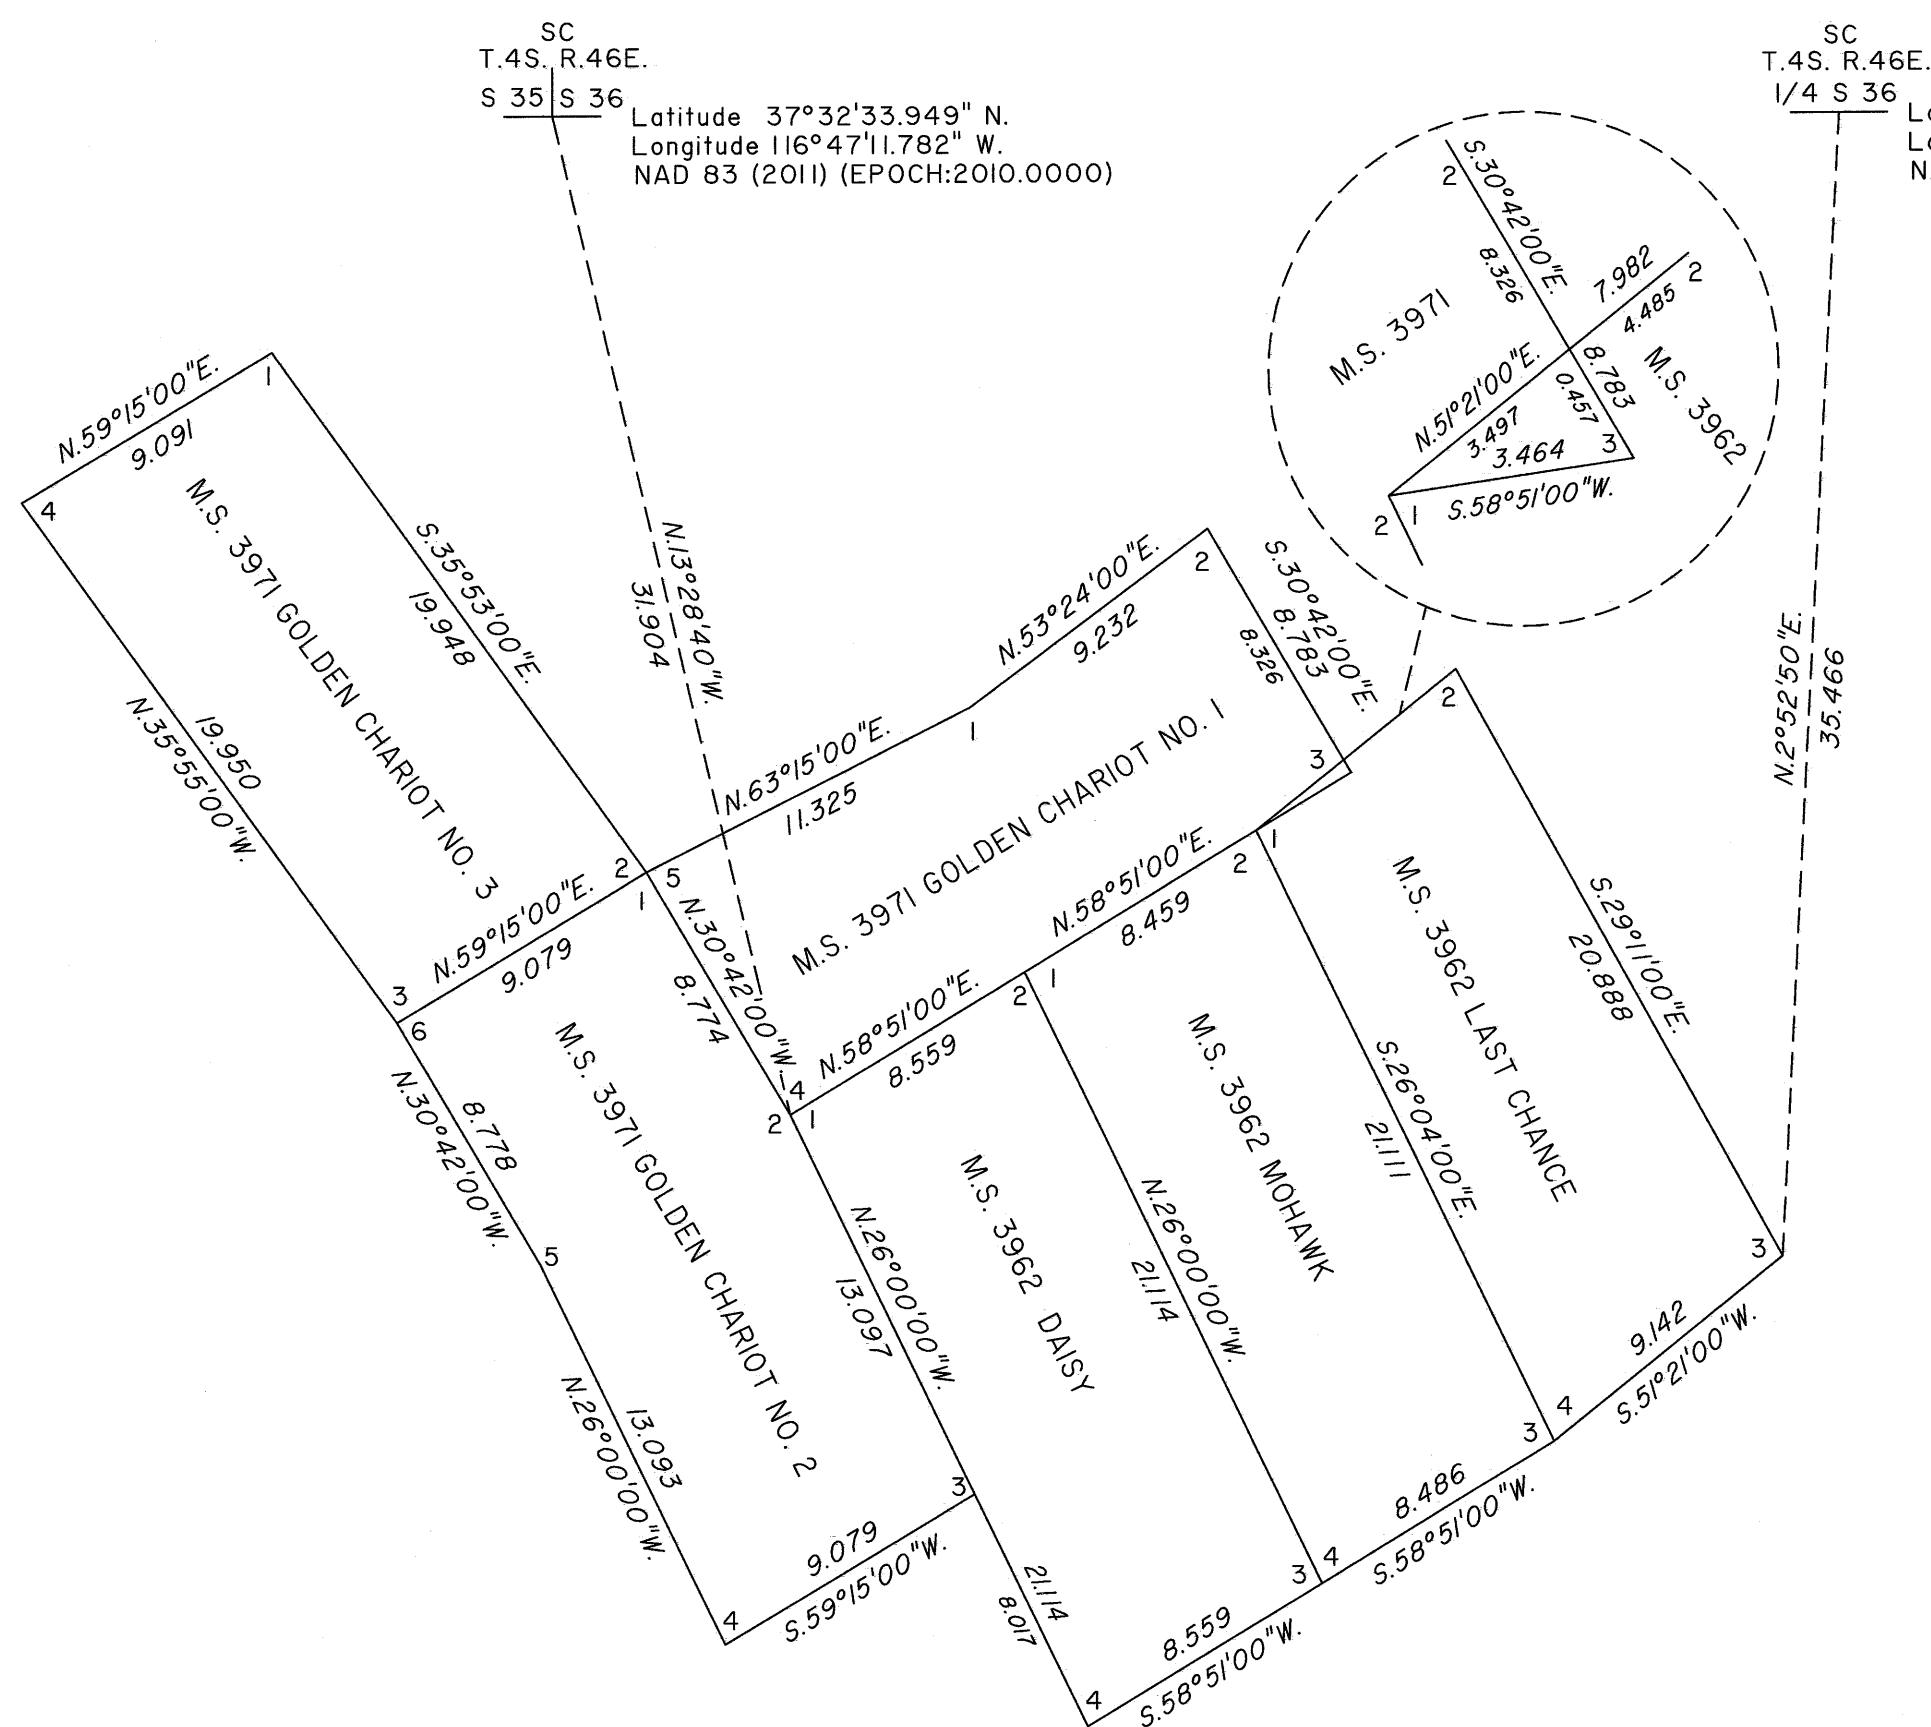 SC
T.4S. R.46E.
S 35 S 36
Latitude 37°32'33.949" N.
Longitude 116°47'11.782" W.
NAD 83 (2011) (EPOCH:2010.0000)
SC
T.4S. R.46E.
1/4 S 36
2
S.30°42'00"E.
8.326
7.982
2
4.485
M.S. 3971
N.51°21'00"E.
3.497
8.783
0.457
M.S. 3962
3
3.464
S.58°51'00"W.
2
1
N.59°15'00"E.
9.091
1
4
M.S. 3971 GOLDEN CHARIOT NO. 3
S.35°53'00"E.
19.948
19.950
N.35°55'00"W.
N.13°28'40"W.
31.904
N.2°52'50"E.
35.466
N.53°24'00"E.
9.232
2
S.30°42'00"E.
8.783
8.326
3
N.63°15'00"E.
11.325
1
M.S. 3971 GOLDEN CHARIOT NO. 1
2
5
1
N.59°15'00"E.
9.079
3
6
N.30°42'00"W.
8.774
4
2
1
N.58°51'00"E.
8.559
2
1
N.58°51'00"E.
8.459
2
1
2
M.S. 3971 GOLDEN CHARIOT NO. 2
8.778
N.30°42'00"W.
5
13.093
N.26°00'00"W.
4
9.079
S.59°15'00"W.
3
N.26°00'00"W.
13.097
M.S. 3962 DAISY
21.114
8.017
4
8.559
S.58°51'00"W.
3
N.26°00'00"W.
21.114
M.S. 3962 MOHAWK
4
8.486
S.58°51'00"W.
3
S.26°04'00"E.
21.111
M.S. 3962 LAST CHANCE
S.29°11'00"E.
20.888
3
4
9.142
S.51°21'00"W.